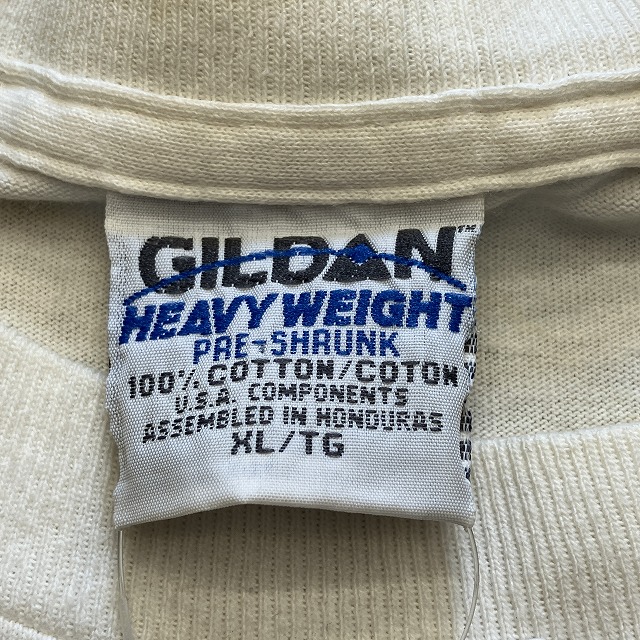 GILDAN™
HEAVY WEIGHT
PRE-SHRUNK
100% COTTON/COTON
U.S.A. COMPONENTS
ASSEMBLED IN HONDURAS
XL/TG